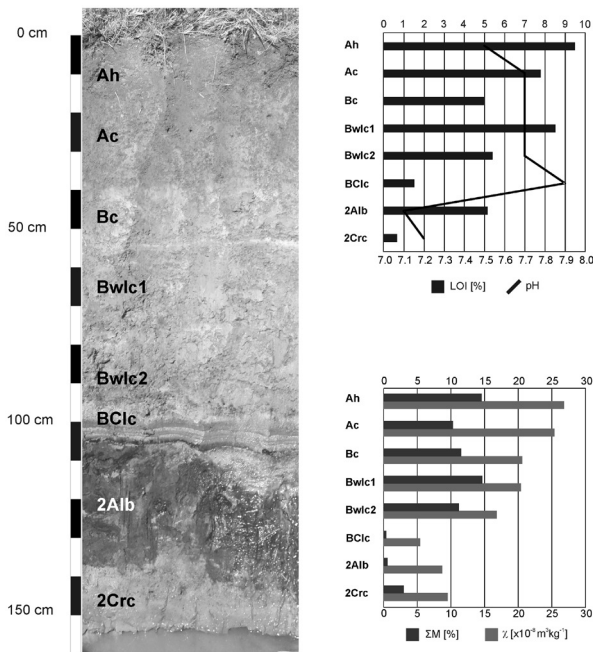 0 cm
Ah
Ac
Bc
50 cm
Bwlc1
Bwlc2
100 cm
BClc
2Alb
2Crc
150 cm
0 1 2 3 4 5 6 7 8 9 10
Ah
Ac
Bc
Bwlc1
Bwlc2
BClc
2Alb
2Crc
7.0 7.1 7.2 7.3 7.4 7.5 7.6 7.7 7.8 7.9 8.0
LOI [%] pH
0 5 10 15 20 25 30
Ah
Ac
Bc
Bwlc1
Bwlc2
BClc
2Alb
2Crc
0 5 10 15 20 25 30
ΣM [%] χ [x10⁻⁸ m³kg⁻¹]